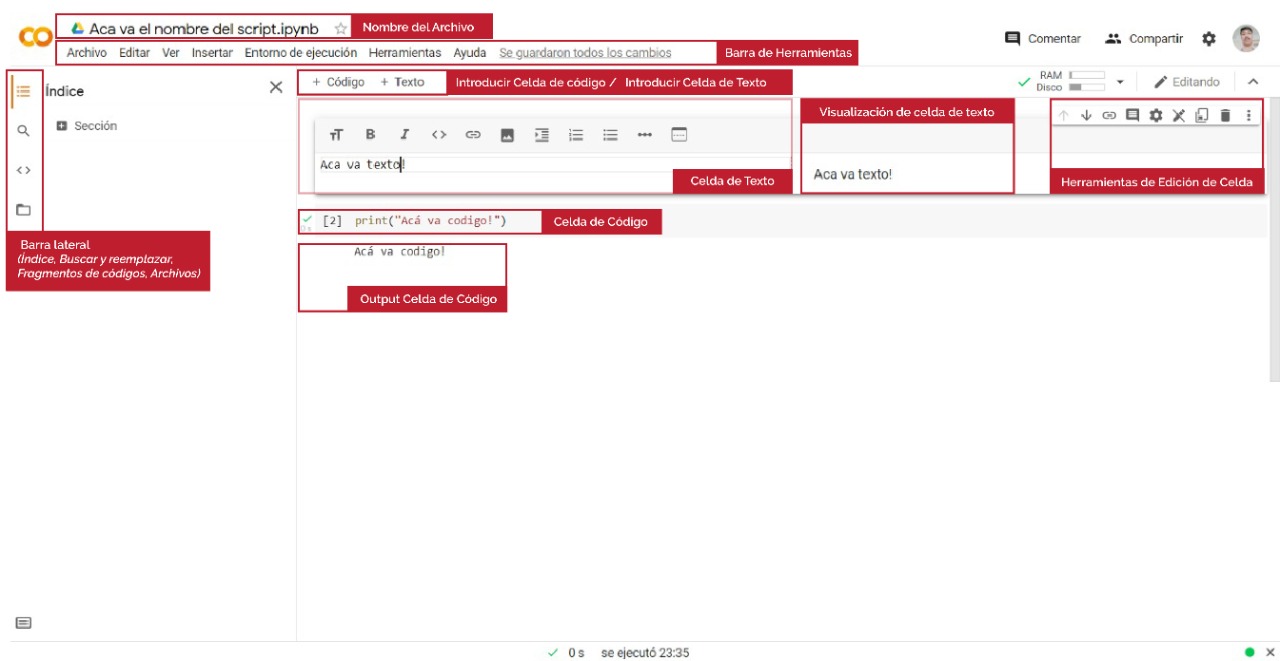 CO
Aca va el nombre del script.ipynb
Nombre del Archivo
Archivo Editar Ver Insertar Entorno de ejecución Herramientas Ayuda Se guardaron todos los cambios
Barra de Herramientas
Comentar
Compartir
Índice
Sección
+ Código + Texto
Introducir Celda de código / Introducir Celda de Texto
RAM
Disco
Editando
Visualización de celda de texto
Aca va texto!
Celda de Texto
Aca va texto!
Herramientas de Edición de Celda
[2] print("Acá va codigo!")
0 s
Celda de Código
Acá va codigo!
Output Celda de Código
Barra lateral
(Índice, Buscar y reemplazar,
Fragmentos de códigos, Archivos)
0 s se ejecutó 23:35